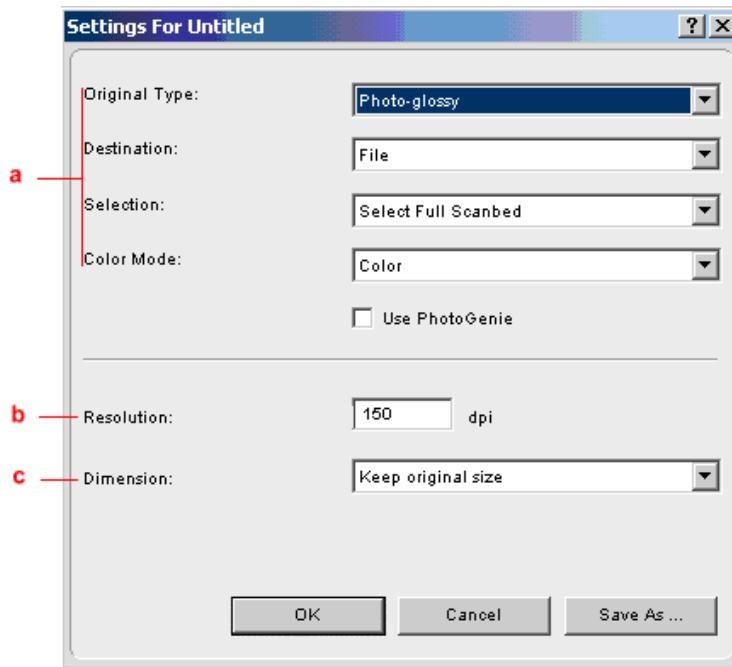 Settings For Untitled ? X
Original Type: Photo-glossy
Destination: File
a
Selection: Select Full Scanbed
Color Mode: Color
Use PhotoGenie
b Resolution: 150 dpi
c Dimension: Keep original size
OK Cancel Save As ...